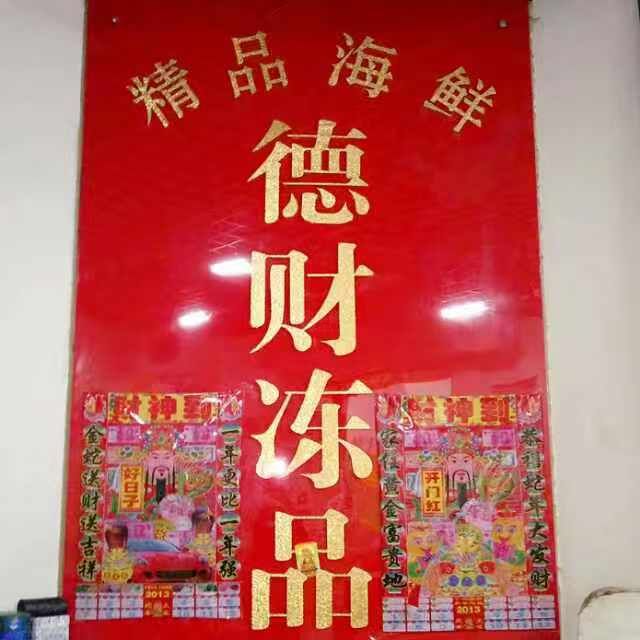 精品海鲜
德财冻品
财神到
金蛇送财送吉祥
好日子
一年更比一年强
2013
财神到
家住黄金富贵地
开门红
恭禧蛇年大发财
2013